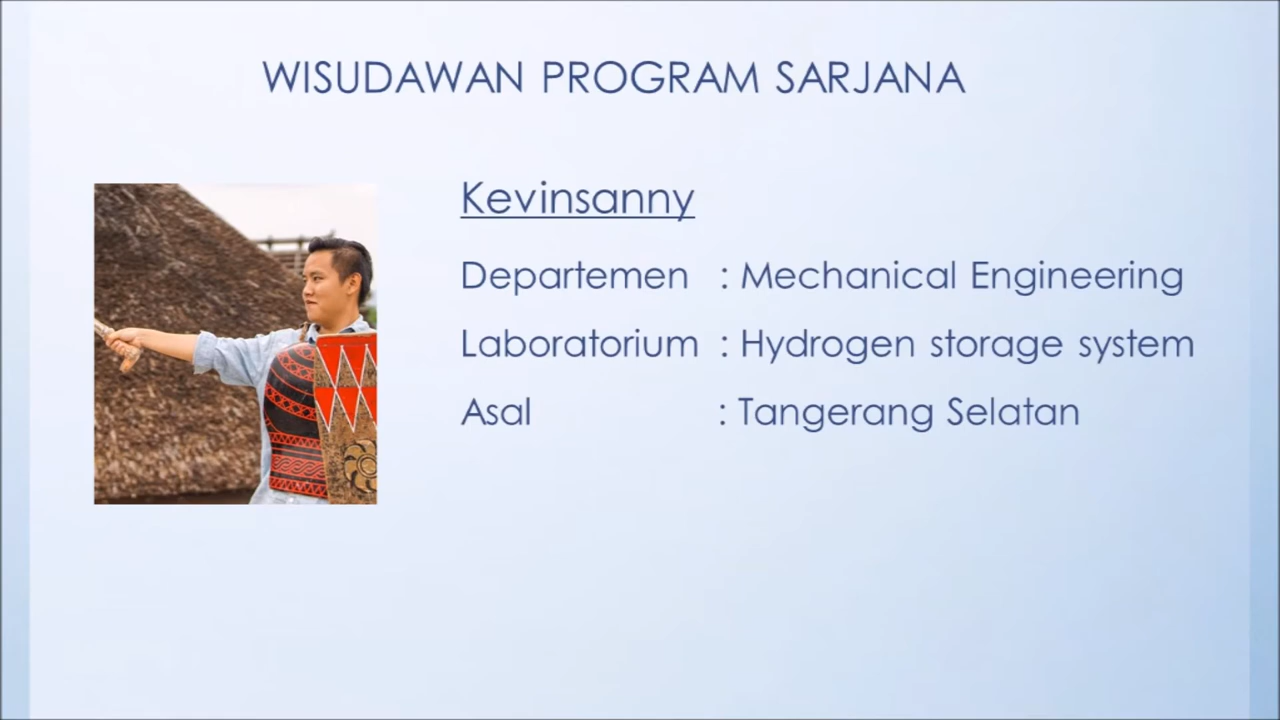 WISUDAWAN PROGRAM SARJANA
Kevinsanny
Departemen : Mechanical Engineering
Laboratorium : Hydrogen storage system
Asal : Tangerang Selatan